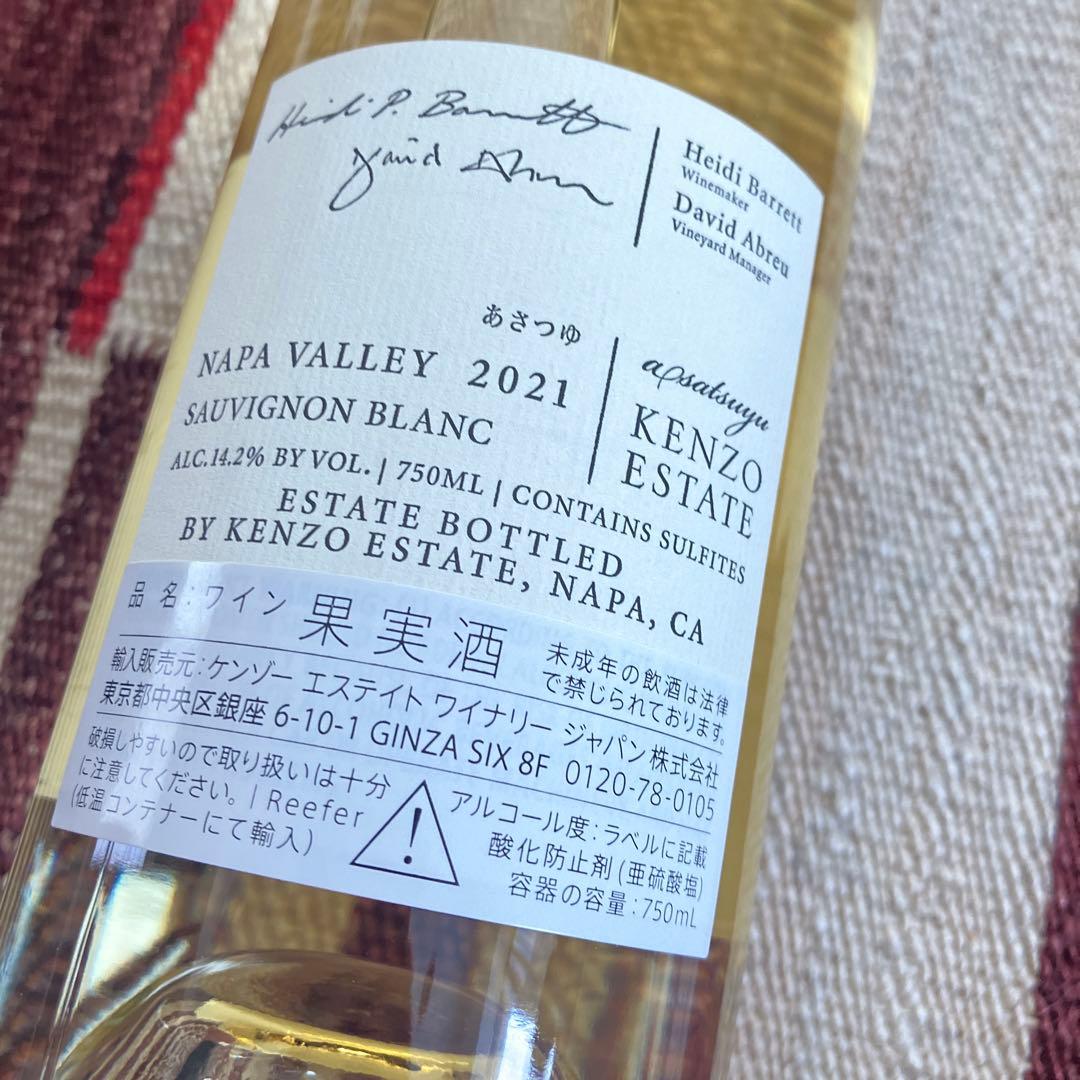 Heidi P. Barrett
David Abreu
Heidi Barrett
Winemaker
David Abreu
Vineyard Manager
あさつゆ
NAPA VALLEY 2021
SAUVIGNON BLANC
asatsuyu
KENZO
ESTATE
ALC.14.2% BY VOL. | 750ML | CONTAINS SULFITES
ESTATE BOTTLED
BY KENZO ESTATE, NAPA, CA
品 名:ワイン 果実酒
未成年の飲酒は法律
で禁じられております。
輸入販売元:ケンゾー エステイト ワイナリー ジャパン株式会社
東京都中央区銀座 6-10-1 GINZA SIX 8F 0120-78-0105
破損しやすいので取り扱いは十分
に注意してください。| Reefer
(低温コンテナーにて輸入)
アルコール度:ラベルに記載
酸化防止剤(亜硫酸塩)
容器の容量:750mL